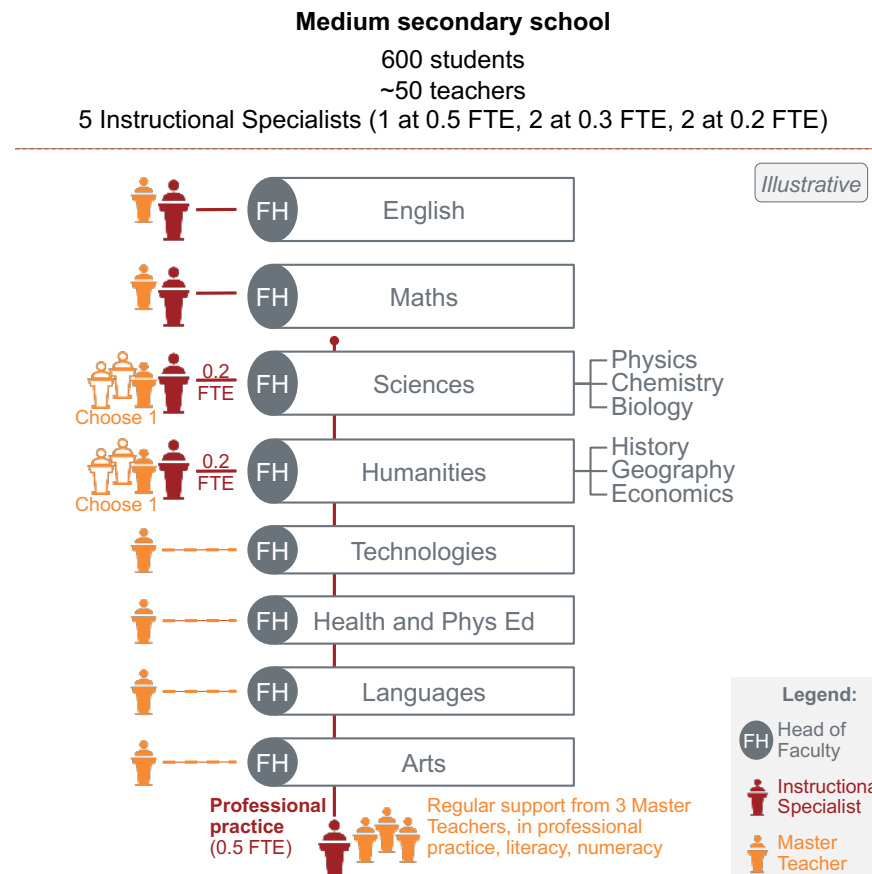 Medium secondary school
600 students
~50 teachers
5 Instructional Specialists (1 at 0.5 FTE, 2 at 0.3 FTE, 2 at 0.2 FTE)
Illustrative
FH
English
FH
Maths
0.2
FTE
Choose 1
FH
Sciences
Physics
Chemistry
Biology
0.2
FTE
Choose 1
FH
Humanities
History
Geography
Economics
FH
Technologies
FH
Health and Phys Ed
FH
Languages
FH
Arts
Professional
practice
(0.5 FTE)
Regular support from 3 Master
Teachers, in professional
practice, literacy, numeracy
Legend:
FH
Head of
Faculty
Instructiona
Specialist
Master
Teacher